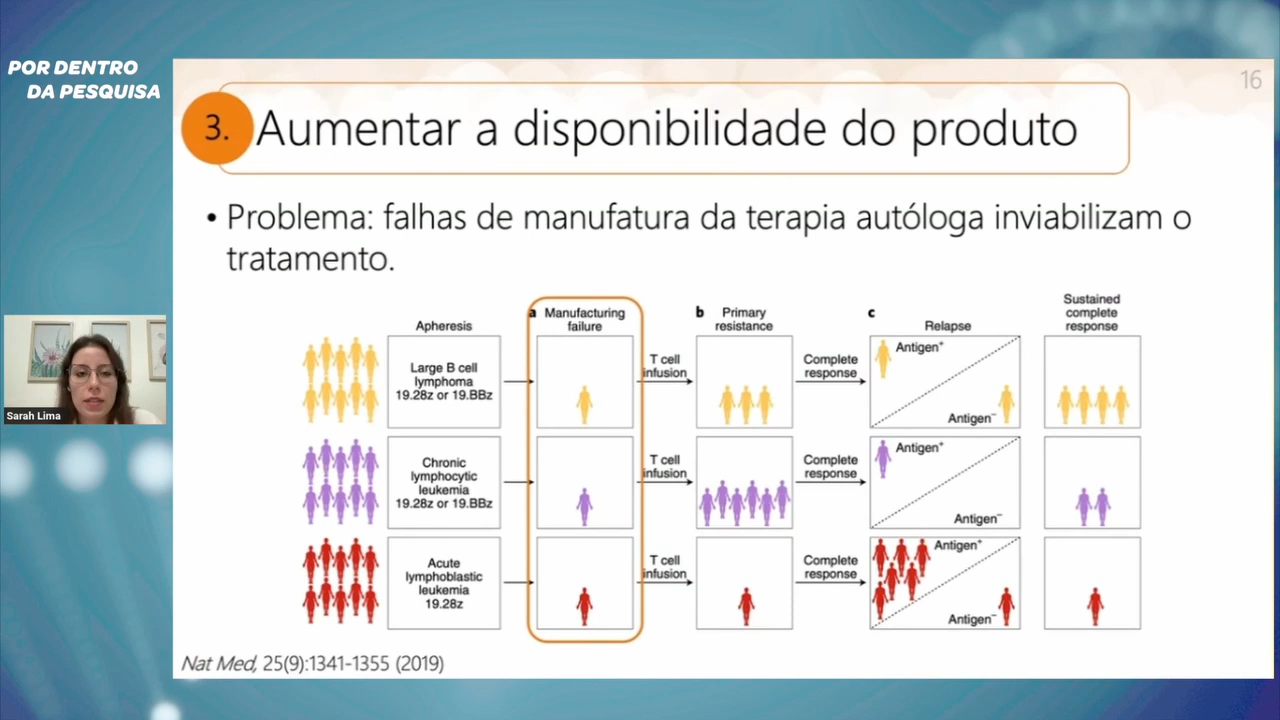 POR DENTRO
DA PESQUISA
16
3. Aumentar a disponibilidade do produto
• Problema: falhas de manufatura da terapia autóloga inviabilizam o
tratamento.
Apheresis
a Manufacturing
failure
b Primary
resistance
c Relapse
Sustained
complete
response
Large B cell
lymphoma
19.28z or 19.BBz
T cell
infusion
Complete
response
Antigen+
Antigen−
Chronic
lymphocytic
leukemia
19.28z or 19.BBz
T cell
infusion
Complete
response
Antigen+
Antigen−
Acute
lymphoblastic
leukemia
19.28z
T cell
infusion
Complete
response
Antigen+
Antigen−
Nat Med, 25(9):1341-1355 (2019)
Sarah Lima